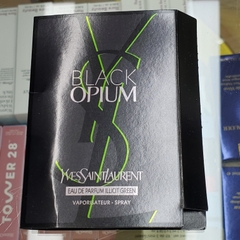 BLACK
OPIUM
YVESSAINTLAURENT
EAU DE PARFUM ILLICIT GREEN
VAPORISATEUR - SPRAY
TOWER 28